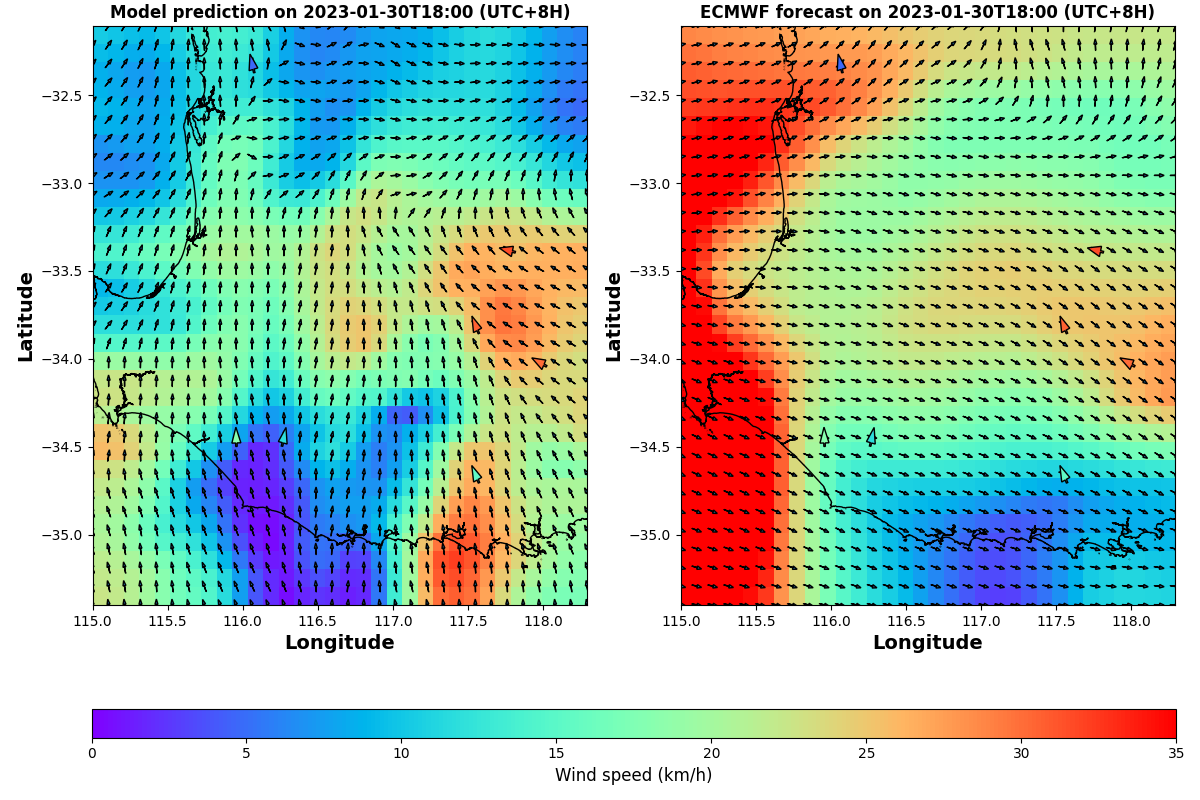 Model prediction on 2023-01-30T18:00 (UTC+8H)
ECMWF forecast on 2023-01-30T18:00 (UTC+8H)
−32.5
−33.0
−33.5
−34.0
−34.5
−35.0
Latitude
−32.5
−33.0
−33.5
−34.0
−34.5
−35.0
Latitude
115.0 115.5 116.0 116.5 117.0 117.5 118.0
115.0 115.5 116.0 116.5 117.0 117.5 118.0
Longitude
Longitude
0 5 10 15 20 25 30 35
Wind speed (km/h)